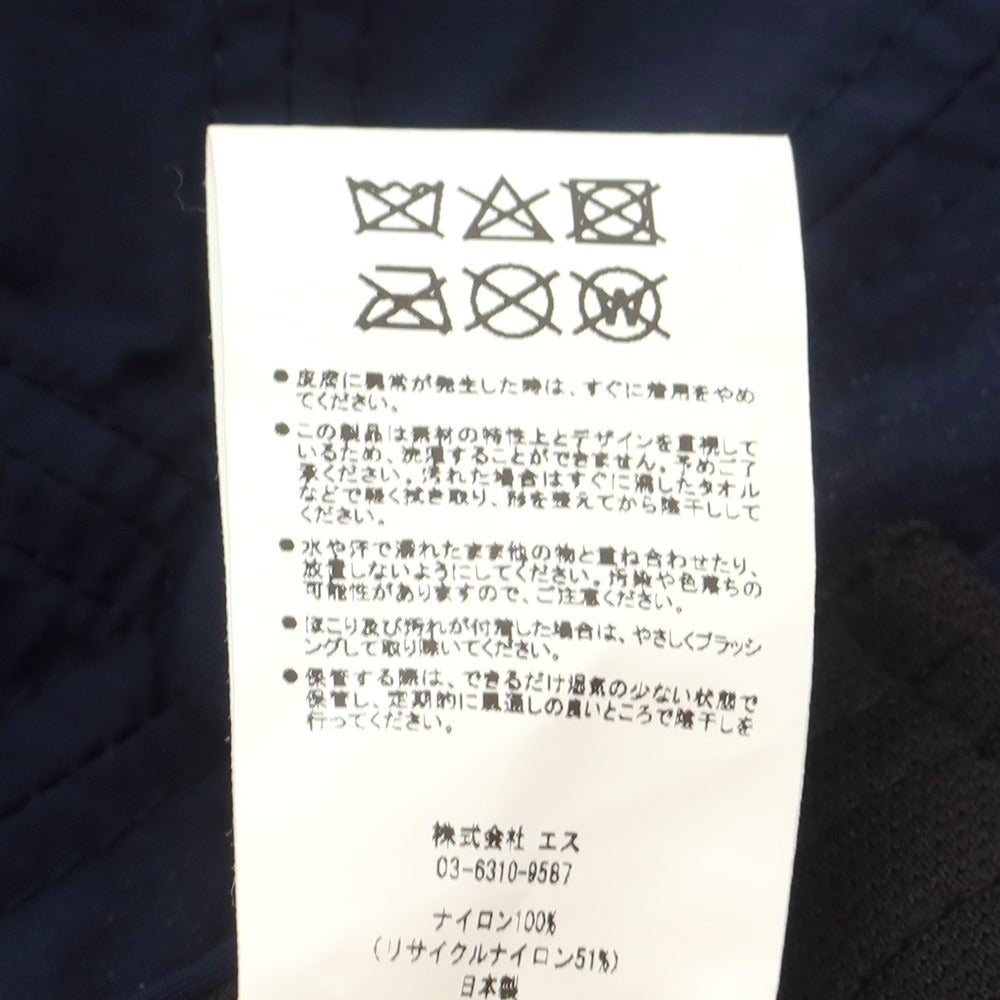 W
● 皮膚に異常が発生した時は、すぐに着用をやめ
てください。
● この製品は素材の特性上とデザインを重視して
いるため、洗濯することができません。予めご了
承ください。汚れた場合はすぐに濡したタオル
などで軽く拭き取り、形を整えてから陰干しして
ください。
● 水や汗で濡れたまま他の物と重ね合わせたり、
放置しないようにしてください。汚染や色落ちの
可能性がありますので、ご注意ください。
● ほこり及び汚れが付着した場合は、やさしくブラッシ
ングして取り除いてください。
● 保管する際は、できるだけ湿気の少ない状態で
保管し、定期的に風通しの良いところで陰干しを
行ってください。
株式会社 エス
03-6310-9587
ナイロン100%
(リサイクルナイロン51%)
日本製